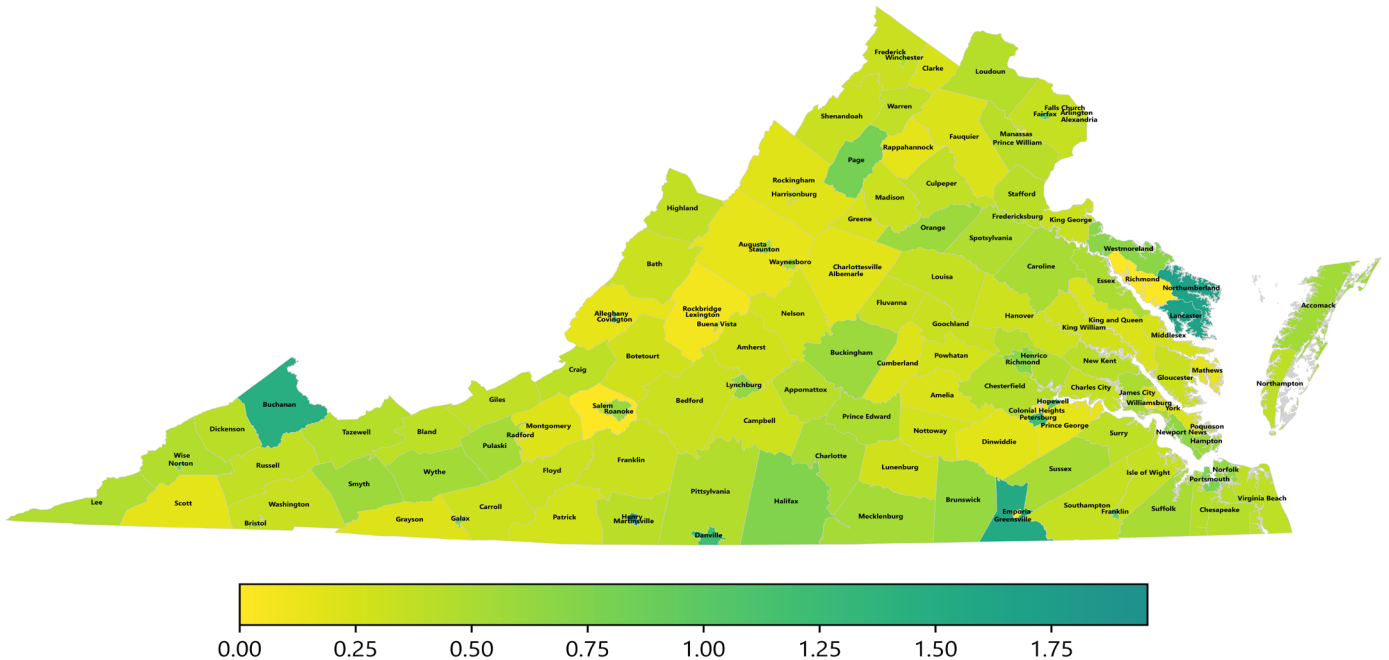 Frederick
Winchester
Clarke
Loudoun
Warren
Shenandoah
Falls Church
Fairfax
Arlington
Alexandria
Fauquier
Manassas
Prince William
Rappahannock
Page
Rockingham
Harrisonburg
Culpeper
Madison
Stafford
Highland
Greene
Fredericksburg
King George
Orange
Spotsylvania
Augusta
Staunton
Waynesboro
Westmoreland
Bath
Charlottesville
Albemarle
Louisa
Caroline
Essex
Richmond
Northumberland
Rockbridge
Lexington
Buena Vista
Nelson
Fluvanna
Goochland
Hanover
King and Queen
King William
Lancaster
Middlesex
Accomack
Alleghany
Covington
Botetourt
Amherst
Buckingham
Cumberland
Powhatan
Henrico
Richmond
New Kent
Mathews
Gloucester
Northampton
Craig
Lynchburg
Appomattox
Chesterfield
Charles City
James City
Williamsburg
York
Buchanan
Giles
Salem
Roanoke
Bedford
Amelia
Hopewell
Colonial Heights
Petersburg
Prince George
Dickenson
Tazewell
Bland
Montgomery
Radford
Pulaski
Campbell
Prince Edward
Nottoway
Dinwiddie
Surry
Newport News
Poquoson
Hampton
Wise
Norton
Russell
Wythe
Smyth
Floyd
Franklin
Charlotte
Lunenburg
Sussex
Isle of Wight
Norfolk
Portsmouth
Lee
Scott
Washington
Bristol
Grayson
Galax
Carroll
Patrick
Henry
Martinsville
Pittsylvania
Danville
Halifax
Mecklenburg
Brunswick
Emporia
Greensville
Southampton
Franklin
Suffolk
Chesapeake
Virginia Beach
0.00 0.25 0.50 0.75 1.00 1.25 1.50 1.75